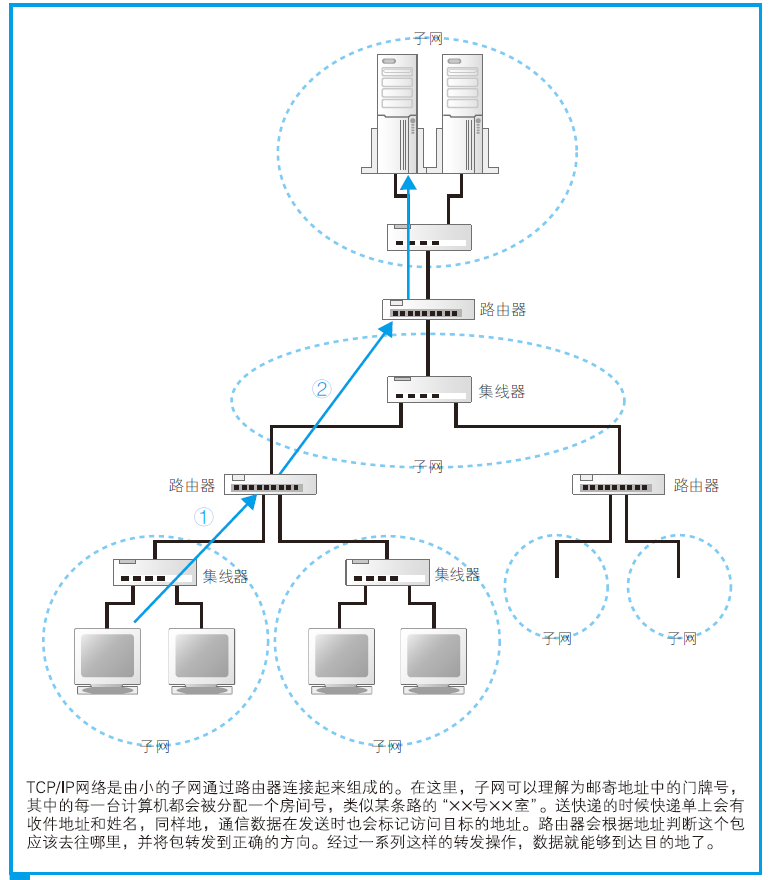 子网
路由器
②
集线器
子网
路由器
路由器
①
集线器
集线器
子网
子网
子网
子网
TCP/IP网络是由小的子网通过路由器连接起来组成的。在这里，子网可以理解为邮寄地址中的门牌号，
其中的每一台计算机都会被分配一个房间号，类似某条路的“××号××室”。送快递的时候快递单上会有
收件地址和姓名，同样地，通信数据在发送时也会标记访问目标的地址。路由器会根据地址判断这个包
应该去往哪里，并将包转发到正确的方向。经过一系列这样的转发操作，数据就能够到达目的地了。